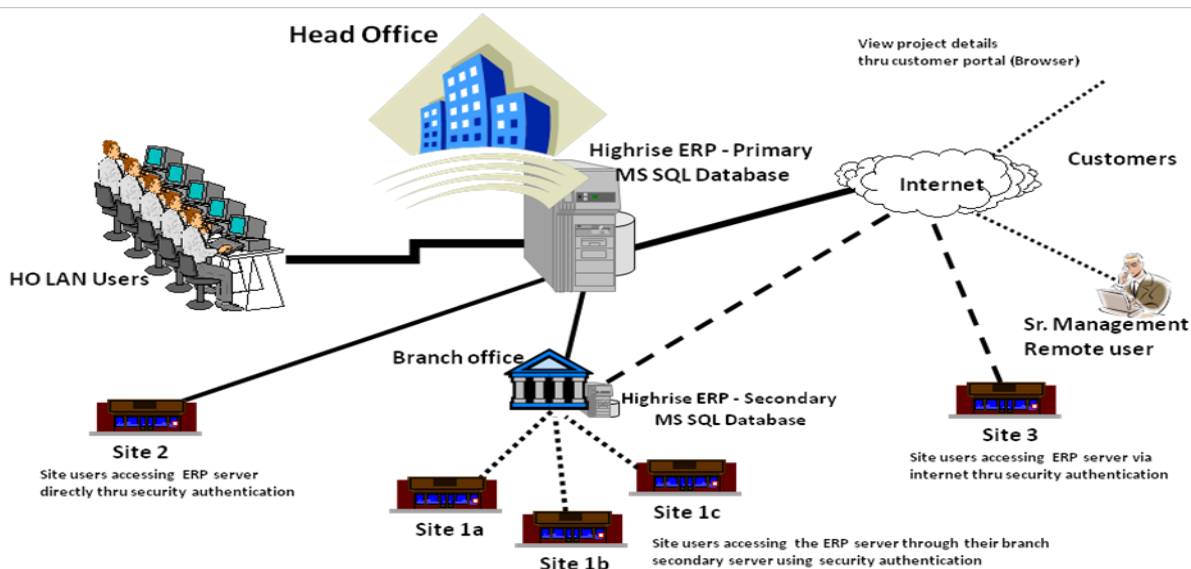 Head Office
View project details
thru customer portal (Browser)
Highrise ERP - Primary
MS SQL Database
Internet
Customers
HO LAN Users
Sr. Management
Remote user
Branch office
Highrise ERP - Secondary
MS SQL Database
Site 2
Site users accessing ERP server
directly thru security authentication
Site 3
Site users accessing ERP server via
internet thru security authentication
Site 1a
Site 1c
Site 1b
Site users accessing the ERP server through their branch
secondary server using security authentication